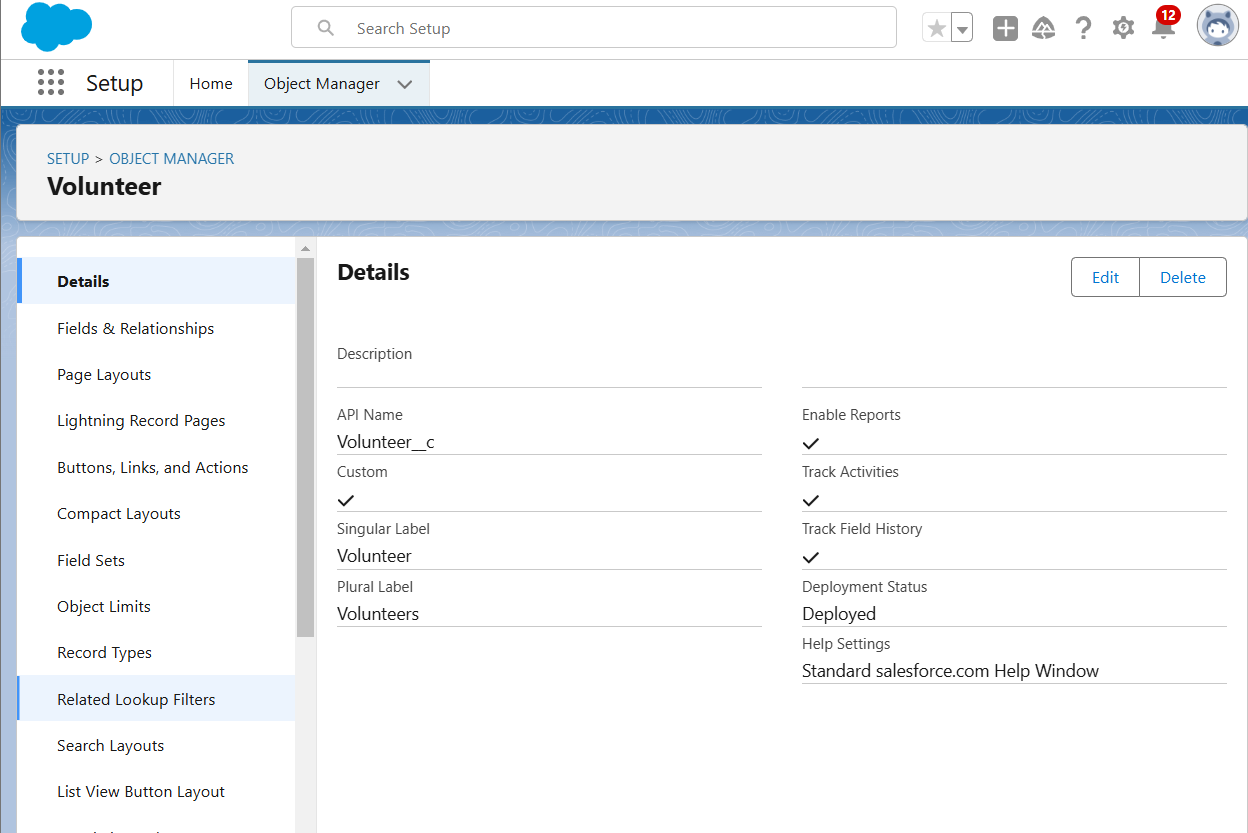 Search Setup
12
Setup
Home
Object Manager
SETUP > OBJECT MANAGER
Volunteer
Details
Fields & Relationships
Page Layouts
Lightning Record Pages
Buttons, Links, and Actions
Compact Layouts
Field Sets
Object Limits
Record Types
Related Lookup Filters
Search Layouts
List View Button Layout
Details
Edit
Delete
Description
API Name
Volunteer__c
Custom
Singular Label
Volunteer
Plural Label
Volunteers
Enable Reports
Track Activities
Track Field History
Deployment Status
Deployed
Help Settings
Standard salesforce.com Help Window